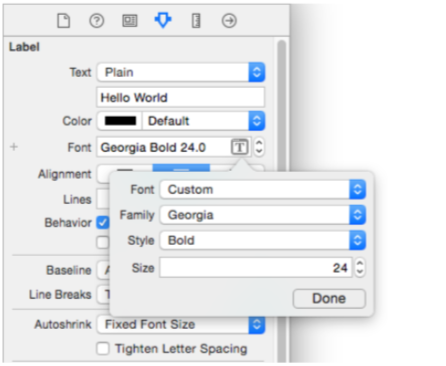 Label
Text Plain
Hello World
Color Default
Font Georgia Bold 24.0 T
Alignment
Lines
Behavior
Baseline
Line Breaks
Autoshrink Fixed Font Size
Tighten Letter Spacing
Font Custom
Family Georgia
Style Bold
Size 24
Done